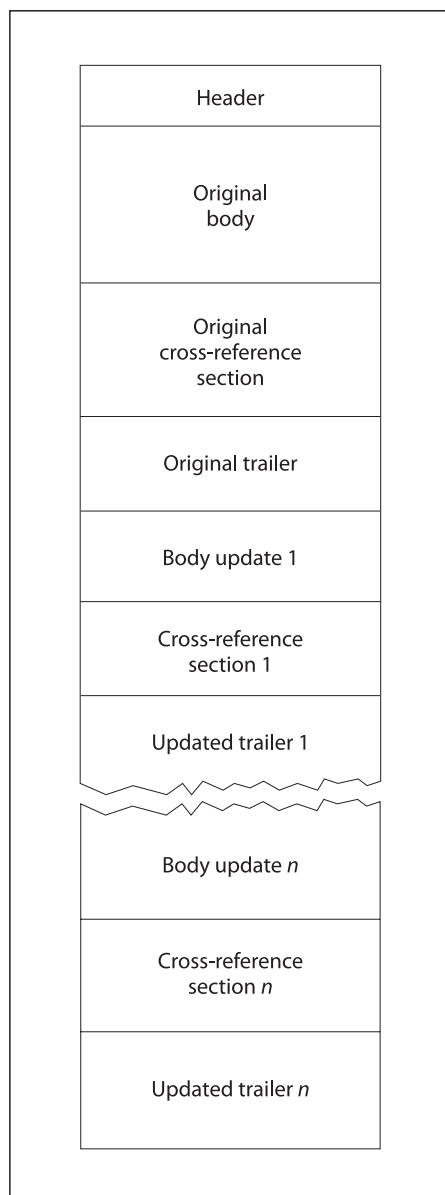 Header
Original
body
Original
cross-reference
section
Original trailer
Body update 1
Cross-reference
section 1
Updated trailer 1
Body update n
Cross-reference
section n
Updated trailer n